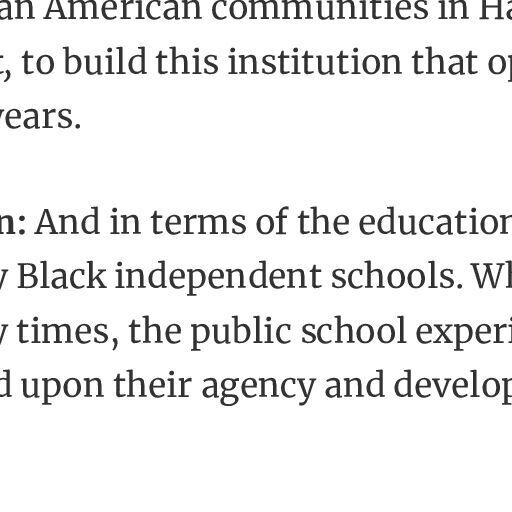 an American communities in Ha
, to build this institution that op
years.
n: And in terms of the education
y Black independent schools. Wh
y times, the public school experi
d upon their agency and develop